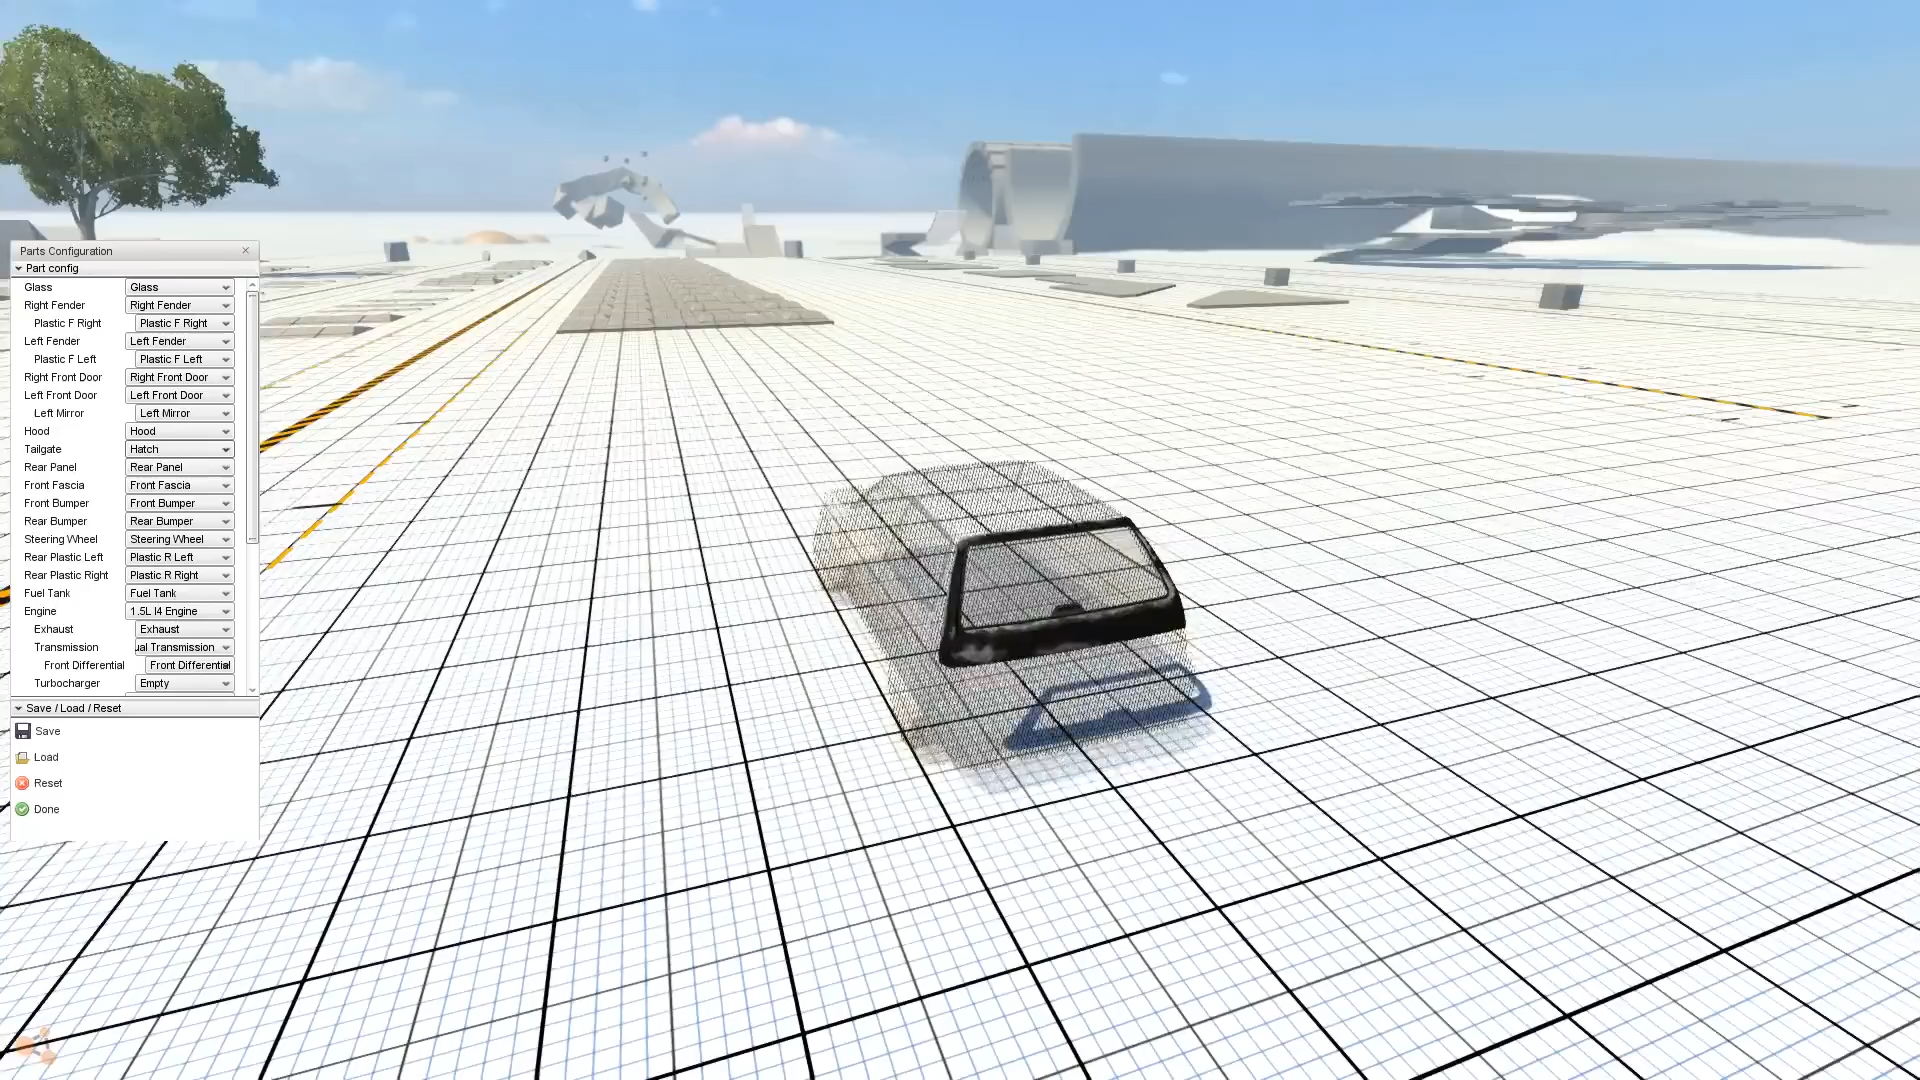 Parts Configuration
Part config
Glass Glass
Right Fender Right Fender
Plastic F Right Plastic F Right
Left Fender Left Fender
Plastic F Left Plastic F Left
Right Front Door Right Front Door
Left Front Door Left Front Door
Left Mirror Left Mirror
Hood Hood
Tailgate Hatch
Rear Panel Rear Panel
Front Fascia Front Fascia
Front Bumper Front Bumper
Rear Bumper Rear Bumper
Steering Wheel Steering Wheel
Rear Plastic Left Plastic R Left
Rear Plastic Right Plastic R Right
Fuel Tank Fuel Tank
Engine 1.5L I4 Engine
Exhaust Exhaust
Transmission ual Transmission
Front Differential Front Differential
Turbocharger Empty
Save / Load / Reset
Save
Load
Reset
Done